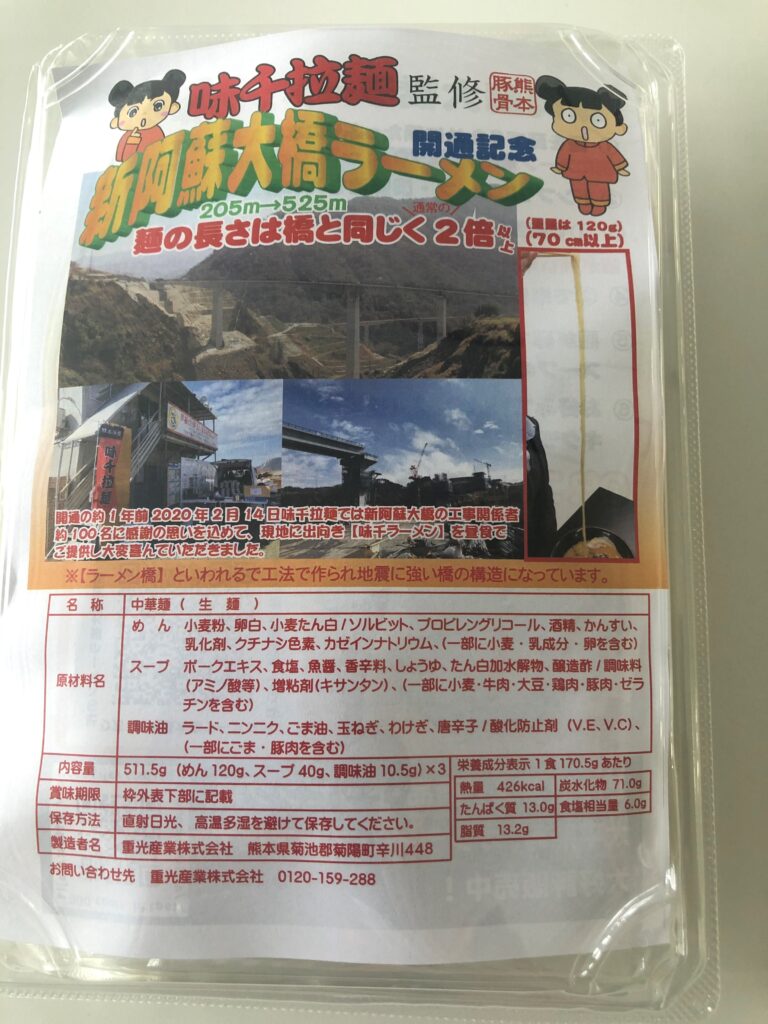 味千拉麺 監修 熊本豚骨
新阿蘇大橋ラーメン 開通記念
205m→525m
麺の長さは橋と同じく通常の2倍以上
(重量は 120g)
(70 cm以上)
味千拉麺
開通の約1年前2020年2月14日味千拉麺では新阿蘇大橋の工事関係者
約100名に感謝の思いを込めて、現地に出向き【味千ラーメン】を昼食で
ご提供し大変喜んでいただきました。
※【ラーメン橋】といわれるで工法で作られ地震に強い橋の構造になっています。
名 称 中華麺 ( 生 麺 )
原材料名
めん 小麦粉、卵白、小麦たん白/ソルビット、プロピレングリコール、酒精、かんすい、
乳化剤、クチナシ色素、カゼインナトリウム、(一部に小麦・乳成分・卵を含む)
スープ ポークエキス、食塩、魚醤、香辛料、しょうゆ、たん白加水解物、醸造酢/調味料
(アミノ酸等)、増粘剤(キサンタン)、(一部に小麦・牛肉・大豆・鶏肉・豚肉・ゼラ
チンを含む)
調味油 ラード、ニンニク、ごま油、玉ねぎ、わけぎ、唐辛子/酸化防止剤 (V.E、V.C)、
(一部にごま・豚肉を含む)
内容量 511.5g (めん120g、スープ40g、調味油10.5g)×3
賞味期限 枠外表下部に記載
保存方法 直射日光、高温多湿を避けて保存してください。
製造者名 重光産業株式会社 熊本県菊池郡菊陽町辛川448
栄養成分表示 1食170.5gあたり
熱量 426kcal 炭水化物 71.0g
たんぱく質 13.0g 食塩相当量 6.0g
脂質 13.2g
お問い合わせ先 重光産業株式会社 0120-159-288